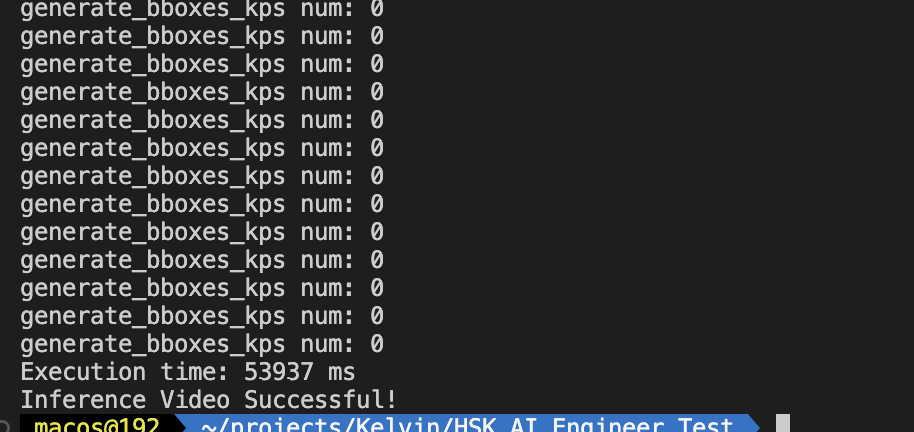 generate_bboxes_kps num: 0
generate_bboxes_kps num: 0
generate_bboxes_kps num: 0
generate_bboxes_kps num: 0
generate_bboxes_kps num: 0
generate_bboxes_kps num: 0
generate_bboxes_kps num: 0
generate_bboxes_kps num: 0
generate_bboxes_kps num: 0
generate_bboxes_kps num: 0
generate_bboxes_kps num: 0
generate_bboxes_kps num: 0
generate_bboxes_kps num: 0
Execution time: 53937 ms
Inference Video Successful!
macos@192 ~/projects/Kelvin/HSK_AI_Engineer_Test